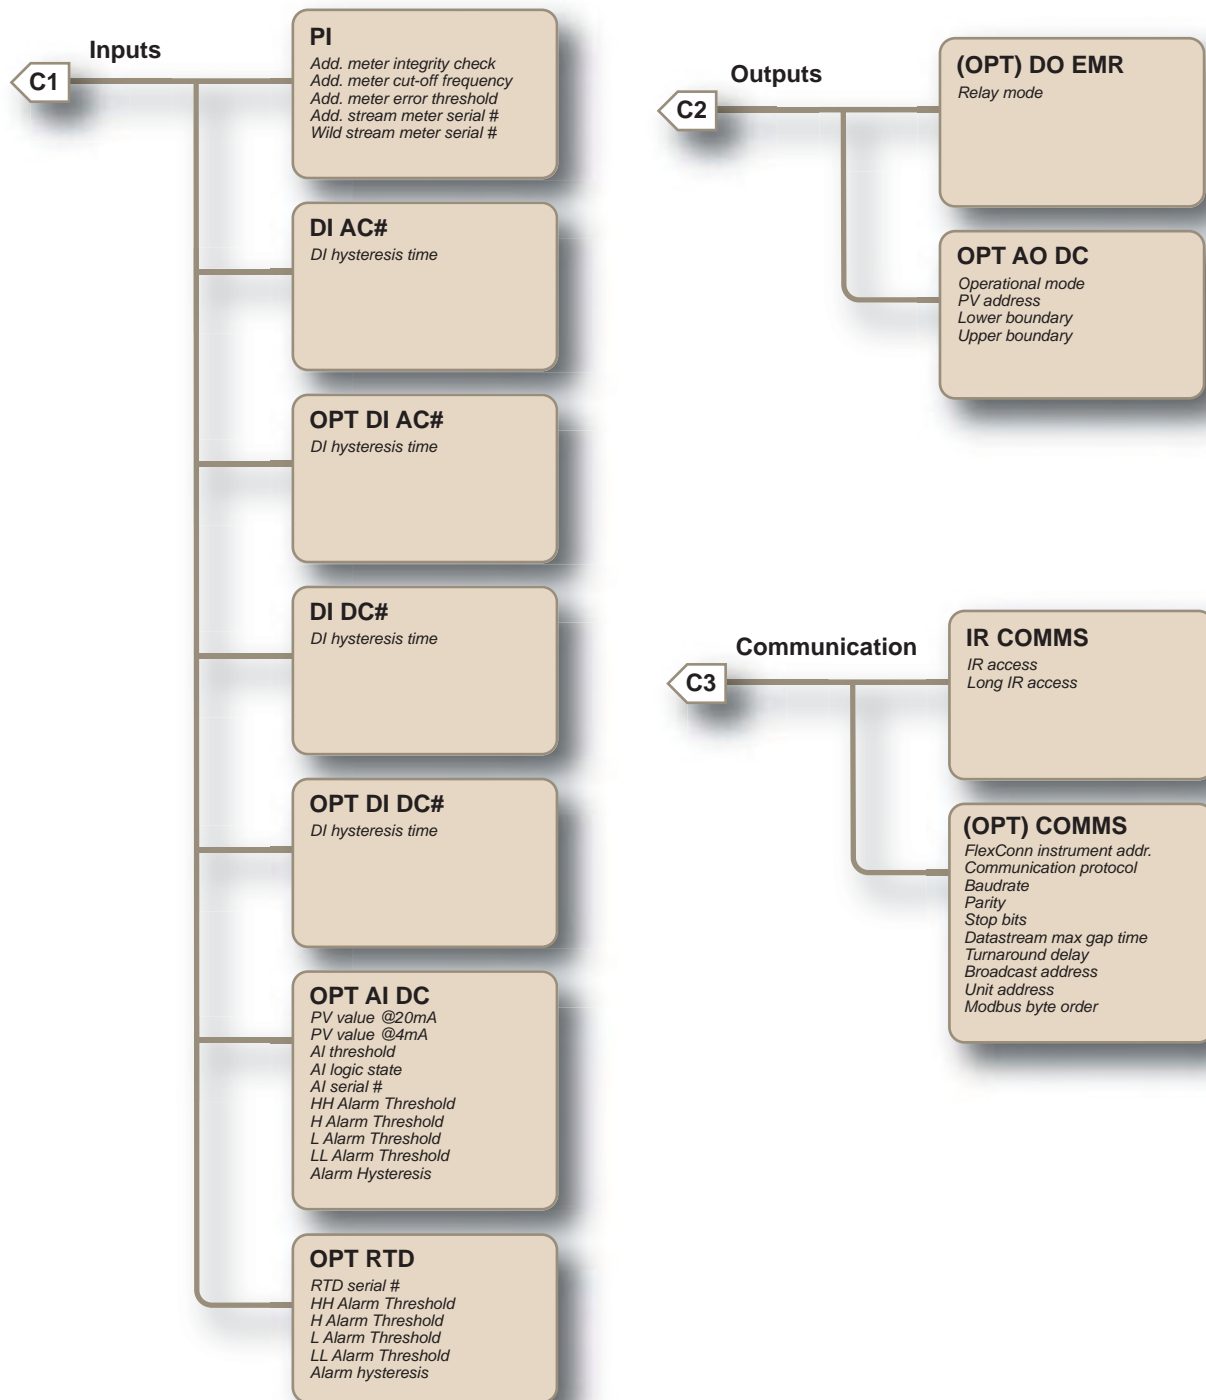 Inputs
C1
PI
Add. meter integrity check
Add. meter cut-off frequency
Add. meter error threshold
Add. stream meter serial #
Wild stream meter serial #
DI AC#
DI hysteresis time
OPT DI AC#
DI hysteresis time
DI DC#
DI hysteresis time
OPT DI DC#
DI hysteresis time
OPT AI DC
PV value @20mA
PV value @4mA
AI threshold
AI logic state
AI serial #
HH Alarm Threshold
H Alarm Threshold
L Alarm Threshold
LL Alarm Threshold
Alarm Hysteresis
OPT RTD
RTD serial #
HH Alarm Threshold
H Alarm Threshold
L Alarm Threshold
LL Alarm Threshold
Alarm hysteresis
Outputs
C2
(OPT) DO EMR
Relay mode
OPT AO DC
Operational mode
PV address
Lower boundary
Upper boundary
Communication
C3
IR COMMS
IR access
Long IR access
(OPT) COMMS
FlexConn instrument addr.
Communication protocol
Baudrate
Parity
Stop bits
Datastream max gap time
Turnaround delay
Broadcast address
Unit address
Modbus byte order